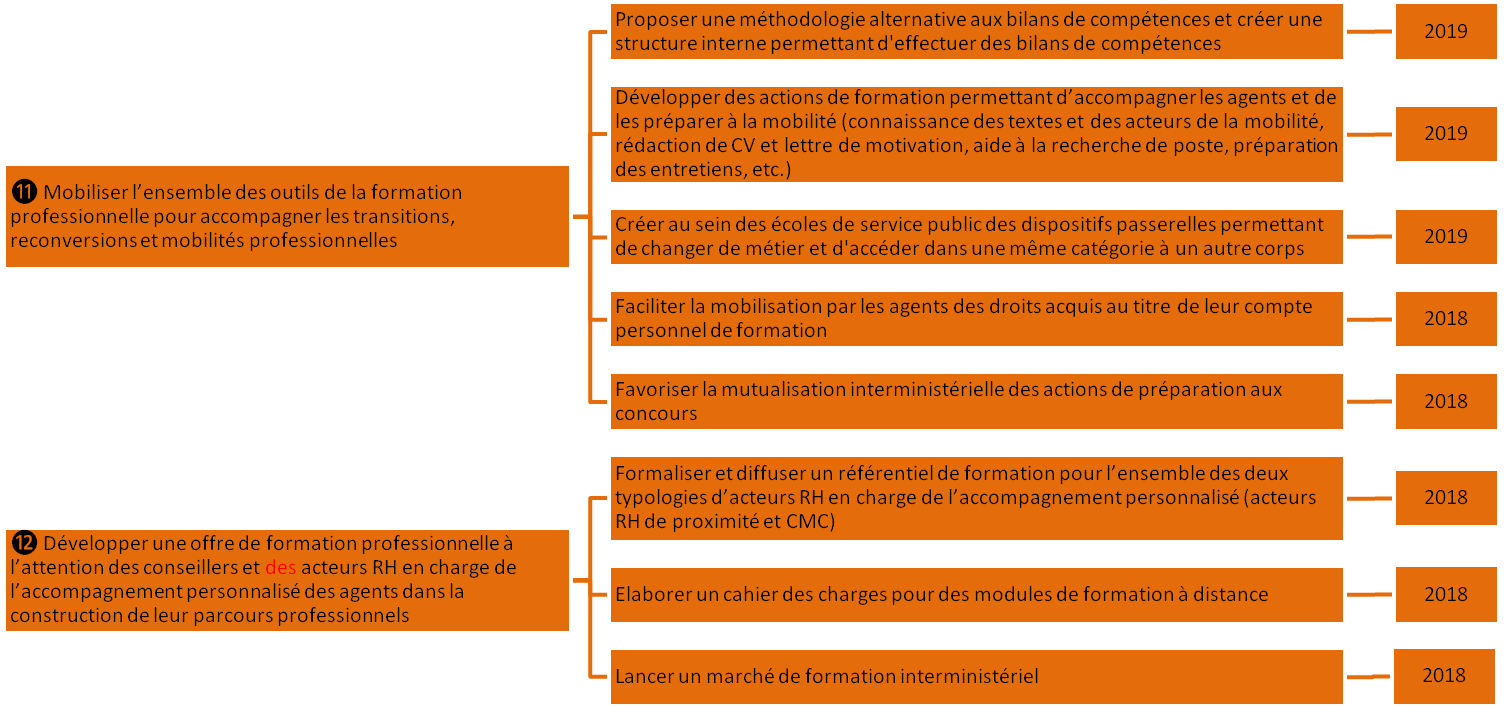 ⓫ Mobiliser l’ensemble des outils de la formation
professionnelle pour accompagner les transitions,
reconversions et mobilités professionnelles
Proposer une méthodologie alternative aux bilans de compétences et créer une
structure interne permettant d'effectuer des bilans de compétences
2019
Développer des actions de formation permettant d’accompagner les agents et de
les préparer à la mobilité (connaissance des textes et des acteurs de la mobilité,
rédaction de CV et lettre de motivation, aide à la recherche de poste, préparation
des entretiens, etc.)
2019
Créer au sein des écoles de service public des dispositifs passerelles permettant
de changer de métier et d'accéder dans une même catégorie à un autre corps
2019
Faciliter la mobilisation par les agents des droits acquis au titre de leur compte
personnel de formation
2018
Favoriser la mutualisation interministérielle des actions de préparation aux
concours
2018
⓬ Développer une offre de formation professionnelle à
l’attention des conseillers et des acteurs RH en charge de
l’accompagnement personnalisé des agents dans la
construction de leur parcours professionnels
Formaliser et diffuser un référentiel de formation pour l’ensemble des deux
typologies d’acteurs RH en charge de l’accompagnement personnalisé (acteurs
RH de proximité et CMC)
2018
Elaborer un cahier des charges pour des modules de formation à distance
2018
Lancer un marché de formation interministériel
2018